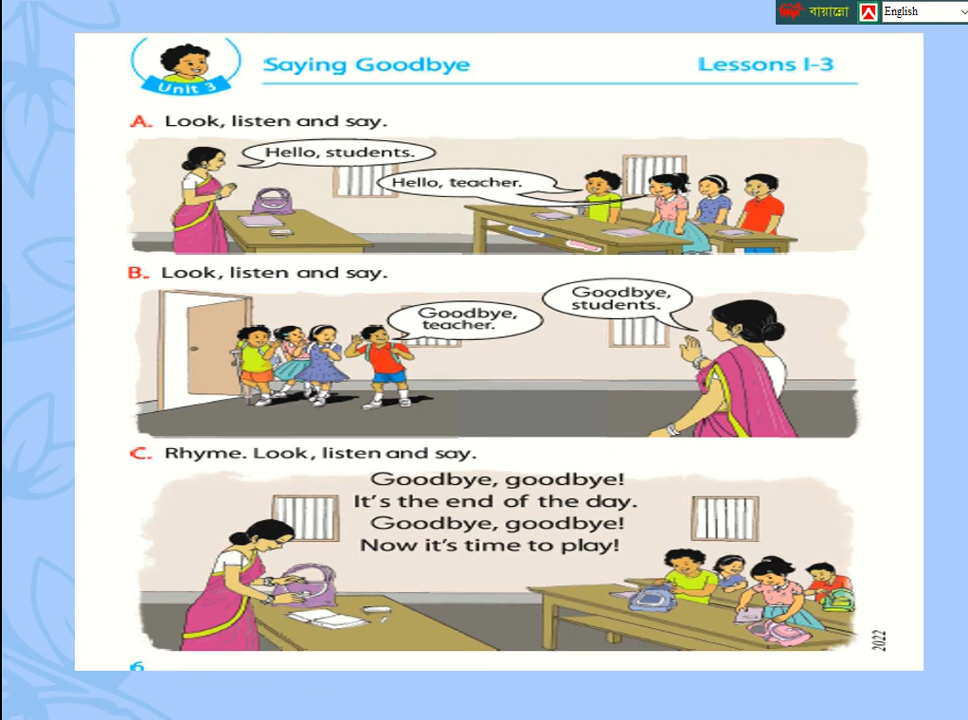 বায়ান্নো
English
Unit 3
Saying Goodbye
Lessons 1-3
A. Look, listen and say.
Hello, students.
Hello, teacher.
B. Look, listen and say.
Goodbye,
teacher.
Goodbye,
students.
C. Rhyme. Look, listen and say.
Goodbye, goodbye!
It's the end of the day.
Goodbye, goodbye!
Now it's time to play!
2022
6